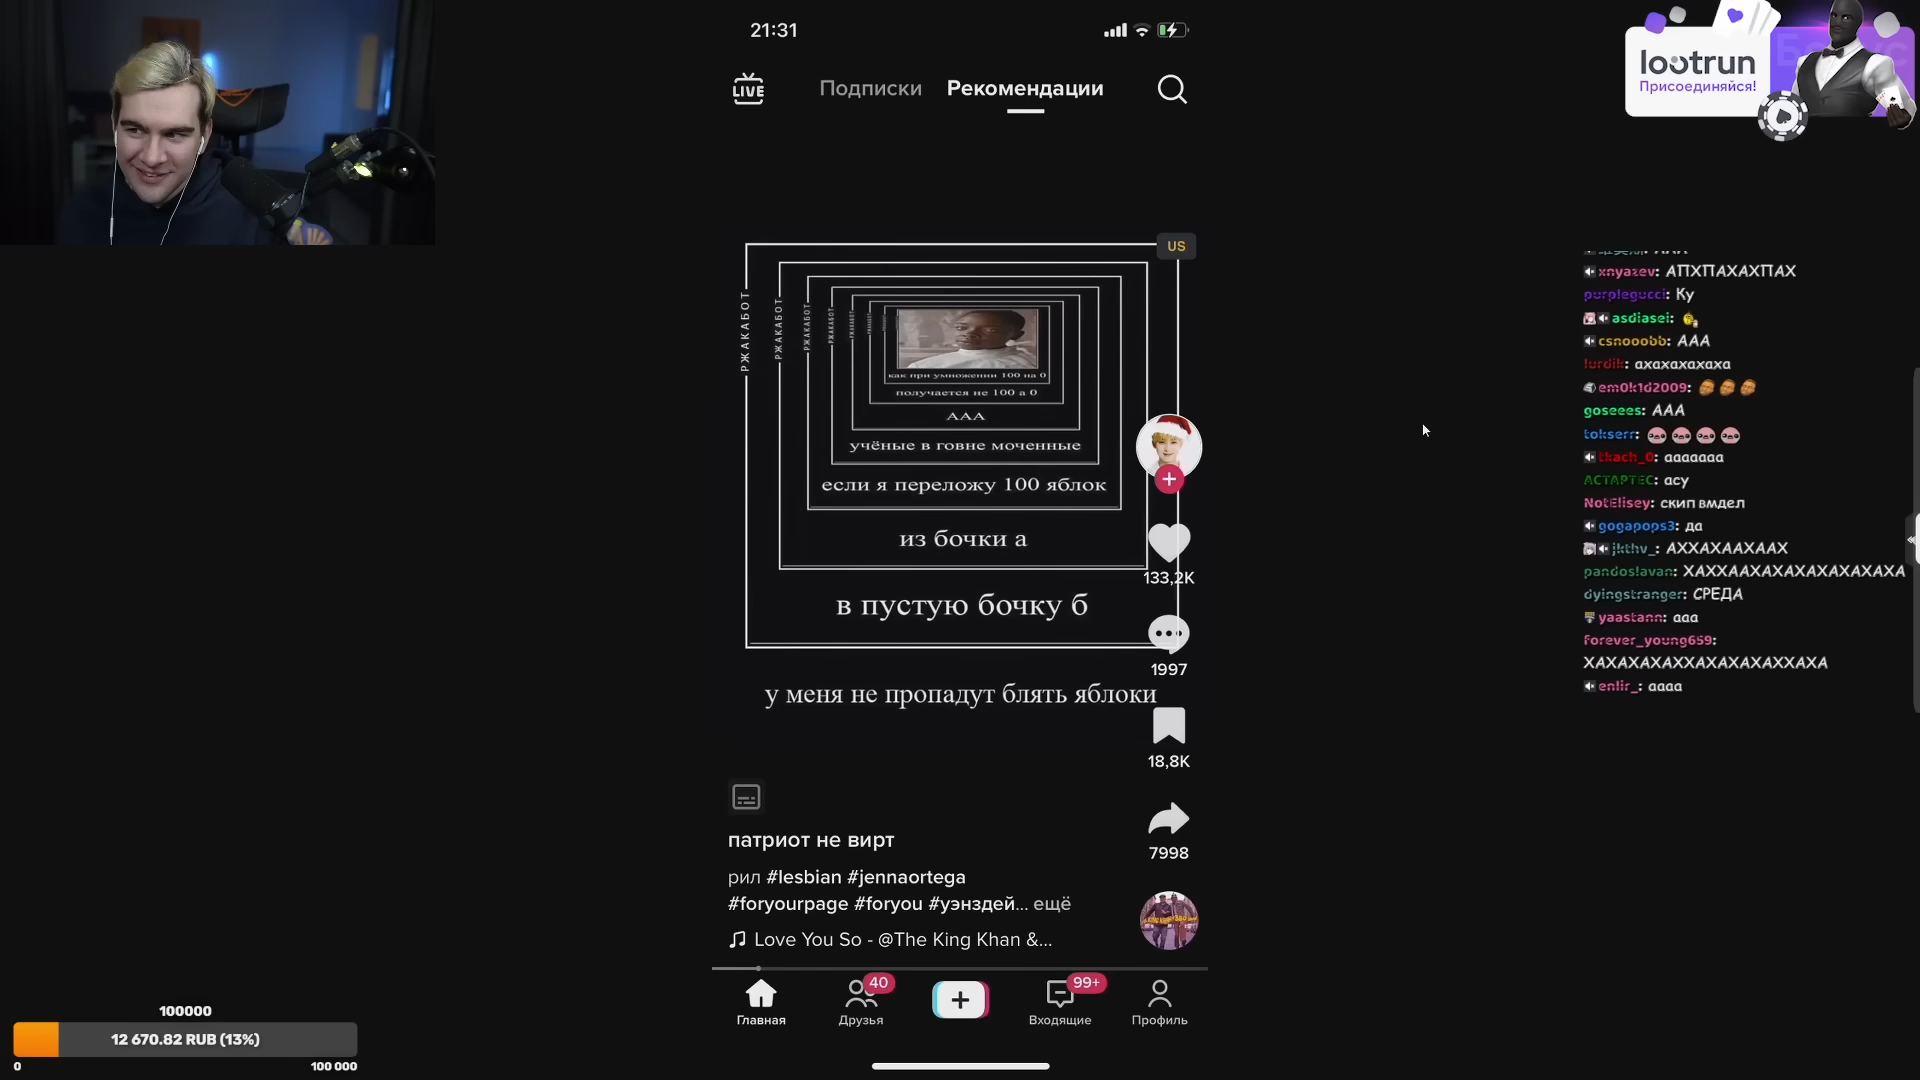 21:31
LIVE
Подписки
Рекомендации
US
РЖАКАБОТ
РЖАКАБОТ
РЖАКАБОТ
РЖАКАБОТ
как при умножении 100 на 0
получается не 100 а 0
ААА
учёные в говне моченные
если я переложу 100 яблок
из бочки а
в пустую бочку б
у меня не пропадут блять яблоки
133,2K
1997
18,8K
7998
патриот не вирт
рил #lesbian #jennaortega
#foryourpage #foryou #уэнздей... ещё
Love You So - @The King Khan &...
40
99+
Главная
Друзья
Входящие
Профиль
lootrun
Присоединяйся!
xnyazev: АПХПАХАХПАХ
purplegucci: Ку
asdiasei:
csnooobb: ААА
lurdik: ахахахахаха
em0k1d2009:
goseees: ААА
tokserr:
tkach_0: ааааааа
АСТАРТЕС: асу
NotElisey: скип вмдел
gogapops3: да
jkthv_: АХХАХААХААХ
pandoslavan: ХАХХААХАХАХАХАХАХАХА
dyingstranger: СРЕДА
yaastann: ааа
Forever_young659:
ХАХАХАХАХХАХАХАХАХХАХА
enlir_: аааа
100000
12 670.82 RUB (13%)
0
100 000